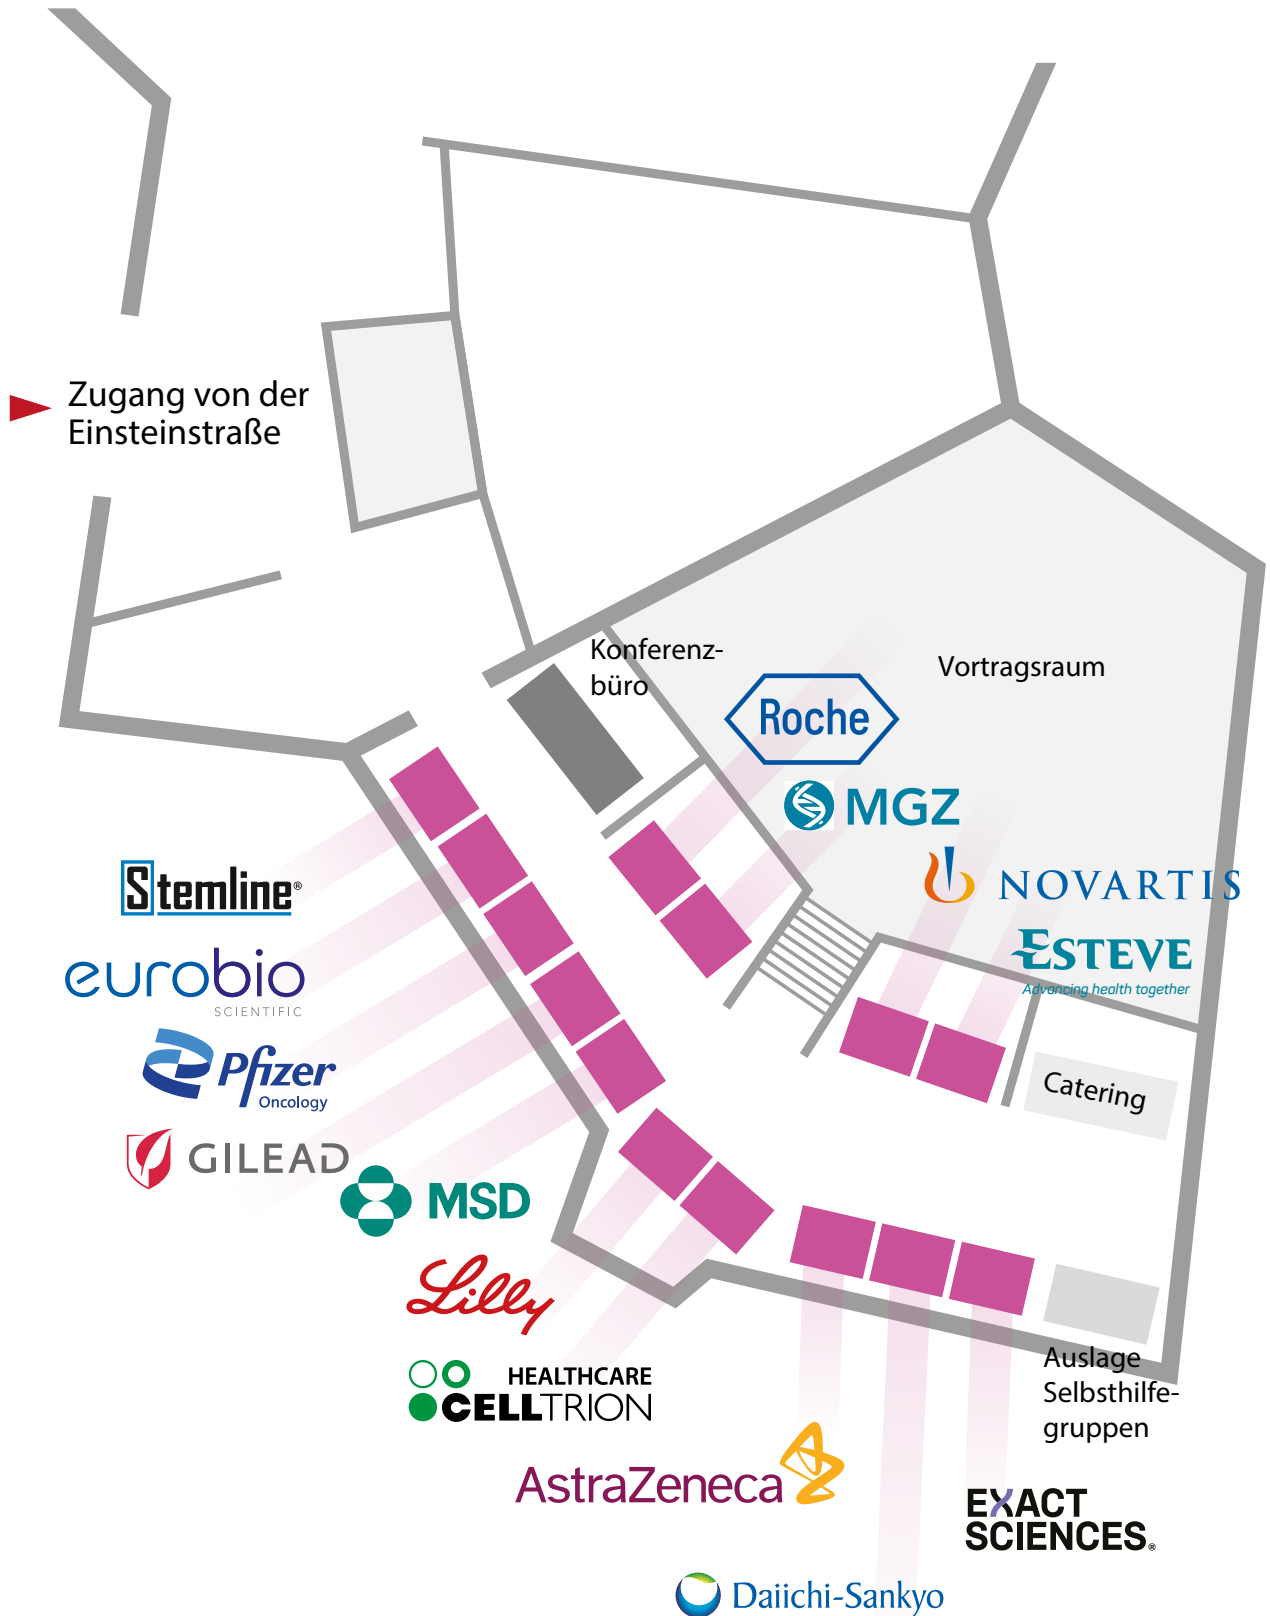 Zugang von der
Einsteinstraße
Konferenz-
büro
Vortragsraum
Roche
MGZ
NOVARTIS
ESTEVE
Advancing health together
Stemline®
eurobio
SCIENTIFIC
Pfizer
Oncology
GILEAD
MSD
Catering
Lilly
HEALTHCARE
CELLTRION
Auslage
Selbsthilfe-
gruppen
AstraZeneca
EXACT
SCIENCES®
Daiichi-Sankyo